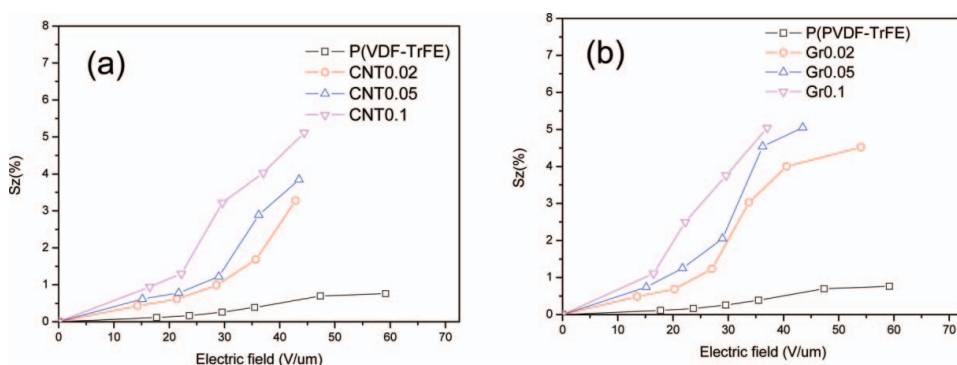 (a)
P(VDF-TrFE)
CNT0.02
CNT0.05
CNT0.1
Sz(%)
8
7
6
5
4
3
2
1
0
0 10 20 30 40 50 60 70
Electric field (V/um)
(b)
P(PVDF-TrFE)
Gr0.02
Gr0.05
Gr0.1
Sz(%)
8
7
6
5
4
3
2
1
0
0 10 20 30 40 50 60 70
Electric field (V/um)